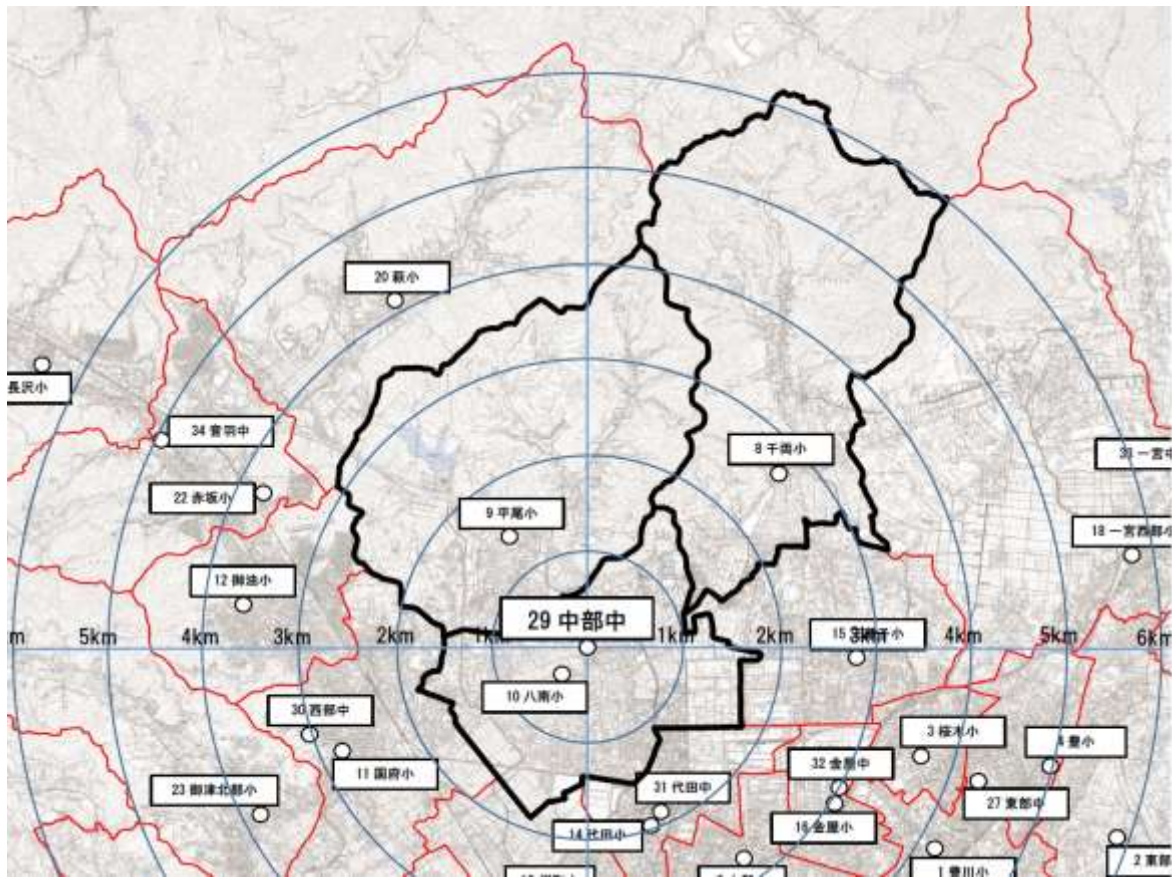 20 萩小
長沢小
34 音羽中
22 赤坂小
8 千両小
9 平尾小
18 一宮西部小
12 御油小
29 中部中
5km
4km
3km
2km
1km
2km
3km
4km
5km
6km
10 八南小
30 西部中
11 国府小
23 御津北部小
3 桜木小
32 金屋中
31 代田中
27 東部中
14 代田小
16 金屋小
1 豊川小